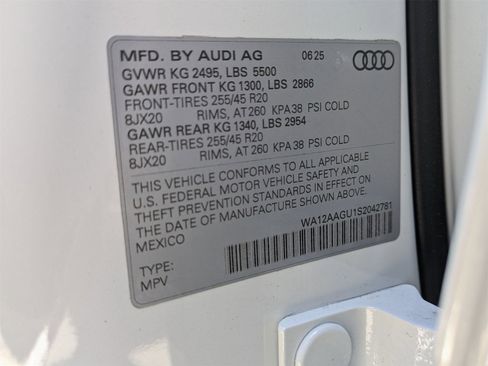 MFD. BY AUDI AG 06 25
GVWR KG 2495, LBS 5500
GAWR FRONT KG 1300, LBS 2866
FRONT-TIRES 255/45 R20
8JX20 RIMS, AT 260 KPA 38 PSI COLD
GAWR REAR KG 1340, LBS 2954
REAR-TIRES 255/45 R20
8JX20 RIMS, AT 260 KPA 38 PSI COLD
THIS VEHICLE CONFORMS TO ALL APPLICABLE
U.S. FEDERAL MOTOR VEHICLE SAFETY AND
THEFT PREVENTION STANDARDS IN EFFECT ON
THE DATE OF MANUFACTURE SHOWN ABOVE.
MEXICO
WA12AAGU1S2042781
TYPE:
MPV